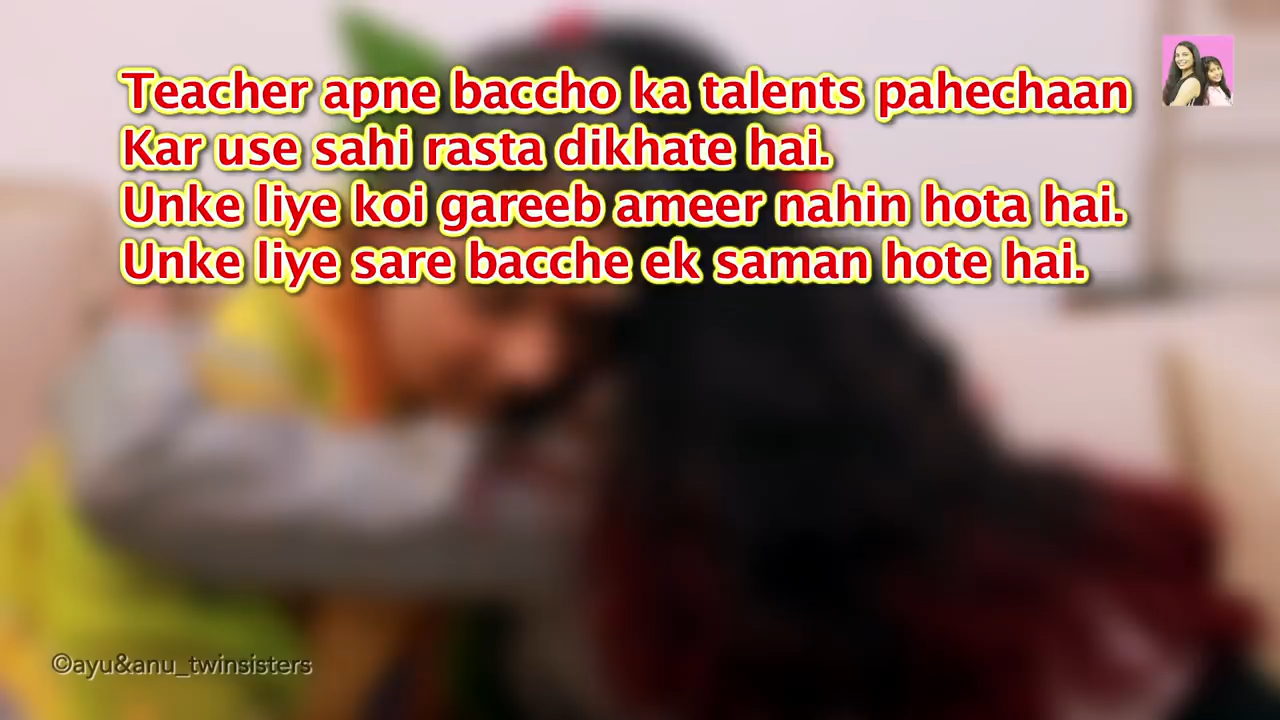 Teacher apne baccho ka talents pahechaan
Kar use sahi rasta dikhate hai.
Unke liye koi gareeb ameer nahin hota hai.
Unke liye sare bacche ek saman hote hai.
©ayu&anu_twinsisters